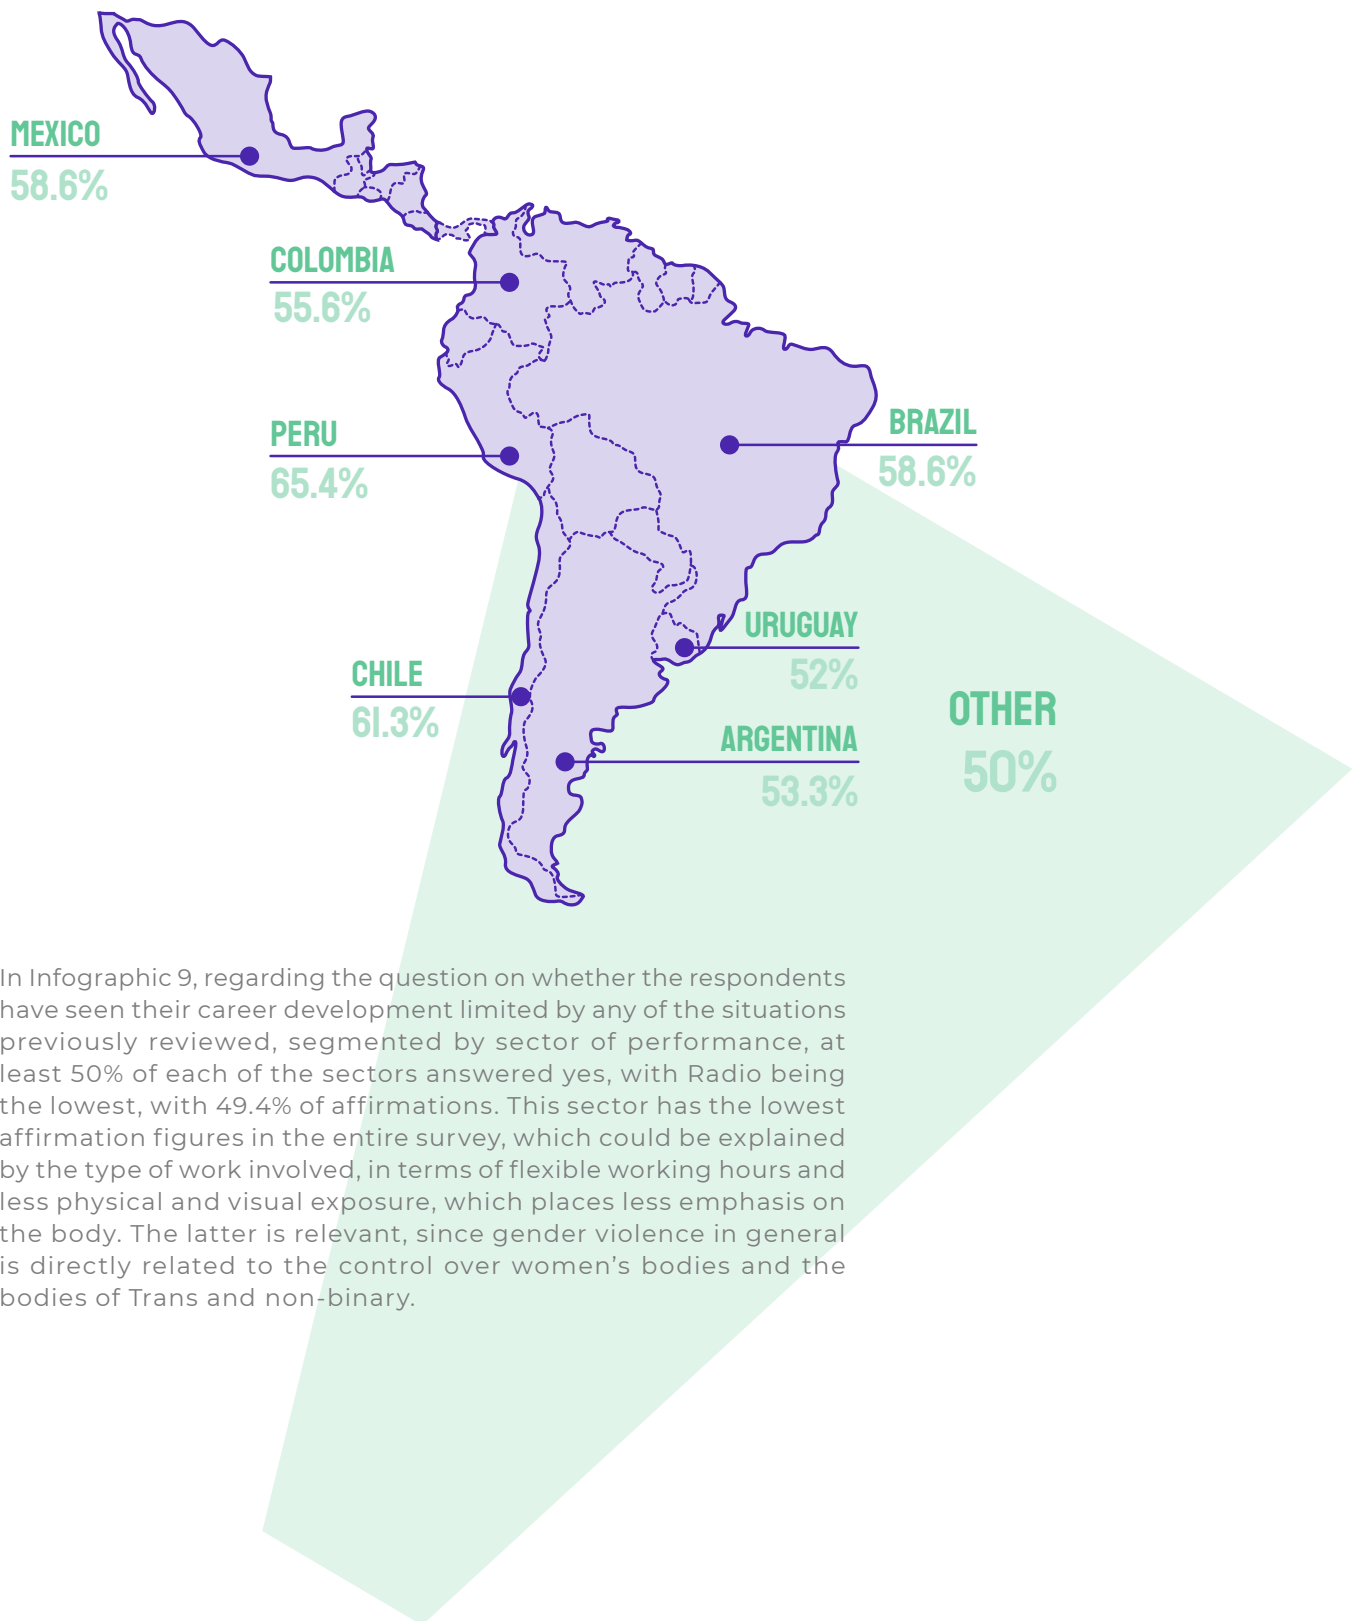 MEXICO
58.6%
COLOMBIA
55.6%
PERU
65.4%
BRAZIL
58.6%
URUGUAY
52%
CHILE
61.3%
OTHER
50%
ARGENTINA
53.3%
In Infographic 9, regarding the question on whether the respondents
have seen their career development limited by any of the situations
previously reviewed, segmented by sector of performance, at
least 50% of each of the sectors answered yes, with Radio being
the lowest, with 49.4% of affirmations. This sector has the lowest
affirmation figures in the entire survey, which could be explained
by the type of work involved, in terms of flexible working hours and
less physical and visual exposure, which places less emphasis on
the body. The latter is relevant, since gender violence in general
is directly related to the control over women’s bodies and the
bodies of Trans and non-binary.